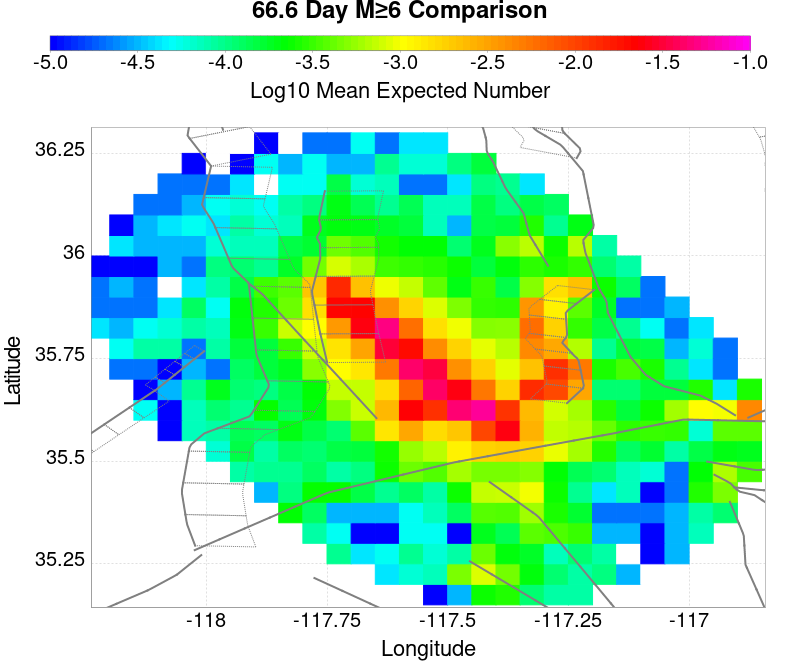 66.6 Day M≥6 Comparison
-5.0 -4.5 -4.0 -3.5 -3.0 -2.5 -2.0 -1.5 -1.0
Log10 Mean Expected Number
36.25
36
35.75
35.5
35.25
Latitude
-118 -117.75 -117.5 -117.25 -117
Longitude